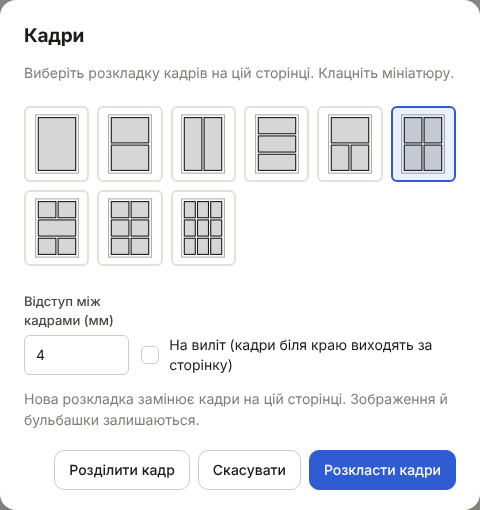 Кадри
Виберіть розкладку кадрів на цій сторінці. Клацніть мініатюру.
Відступ між
кадрами (мм)
4
На виліт (кадри біля краю виходять за
сторінку)
Нова розкладка замінює кадри на цій сторінці. Зображення й
бульбашки залишаються.
Розділити кадр
Скасувати
Розкласти кадри